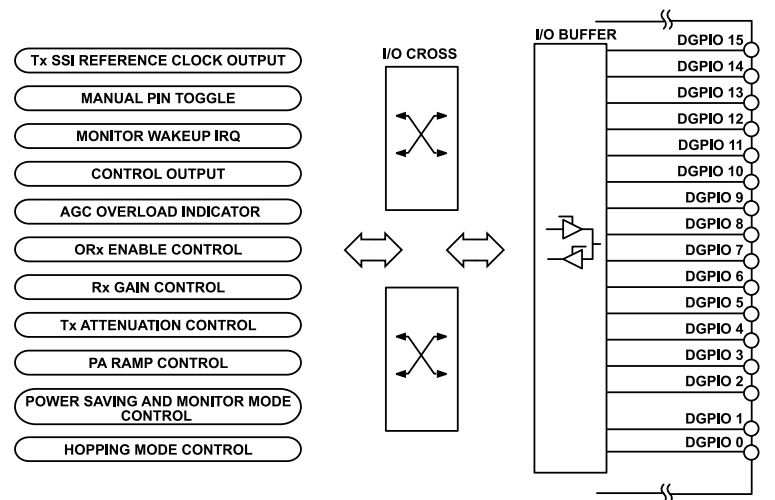 Tx SSI REFERENCE CLOCK OUTPUT
MANUAL PIN TOGGLE
MONITOR WAKEUP IRQ
CONTROL OUTPUT
AGC OVERLOAD INDICATOR
ORx ENABLE CONTROL
Rx GAIN CONTROL
Tx ATTENUATION CONTROL
PA RAMP CONTROL
POWER SAVING AND MONITOR MODE
CONTROL
HOPPING MODE CONTROL
I/O CROSS
I/O BUFFER
DGPIO 15
DGPIO 14
DGPIO 13
DGPIO 12
DGPIO 11
DGPIO 10
DGPIO 9
DGPIO 8
DGPIO 7
DGPIO 6
DGPIO 5
DGPIO 4
DGPIO 3
DGPIO 2
DGPIO 1
DGPIO 0